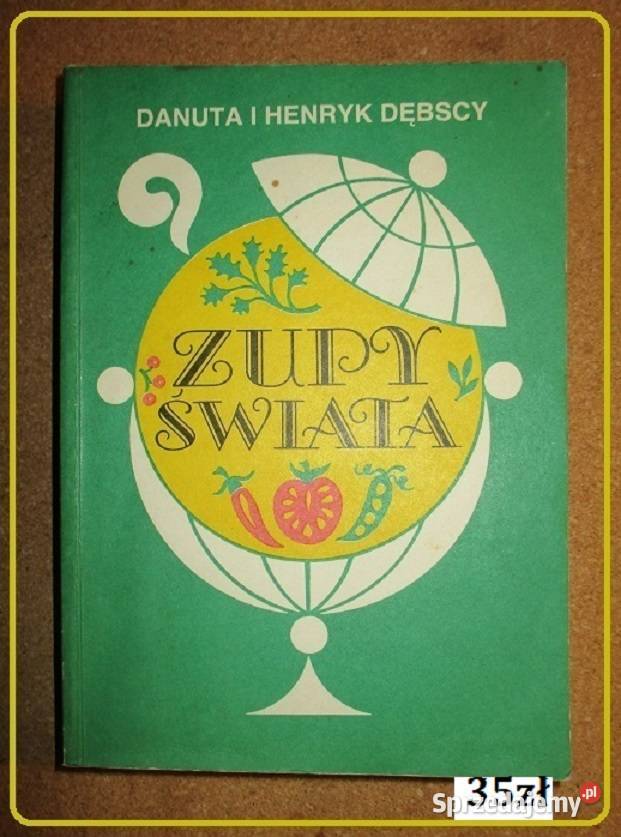 DANUTA I HENRYK DĘBSCY
ZUPY
ŚWIATA
35zł
Sprzedajemy.pl